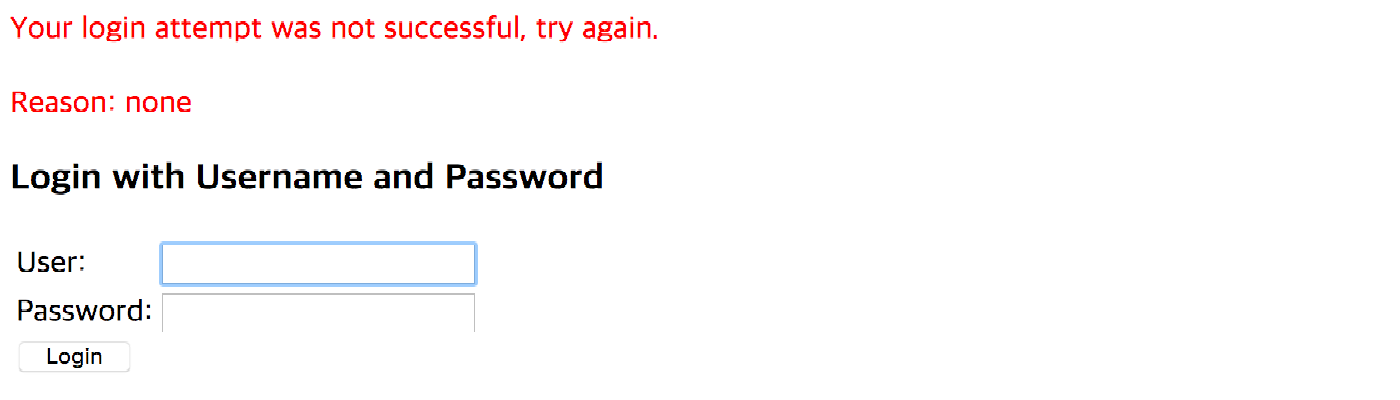 Your login attempt was not successful, try again.
Reason: none
Login with Username and Password
User:
Password:
Login